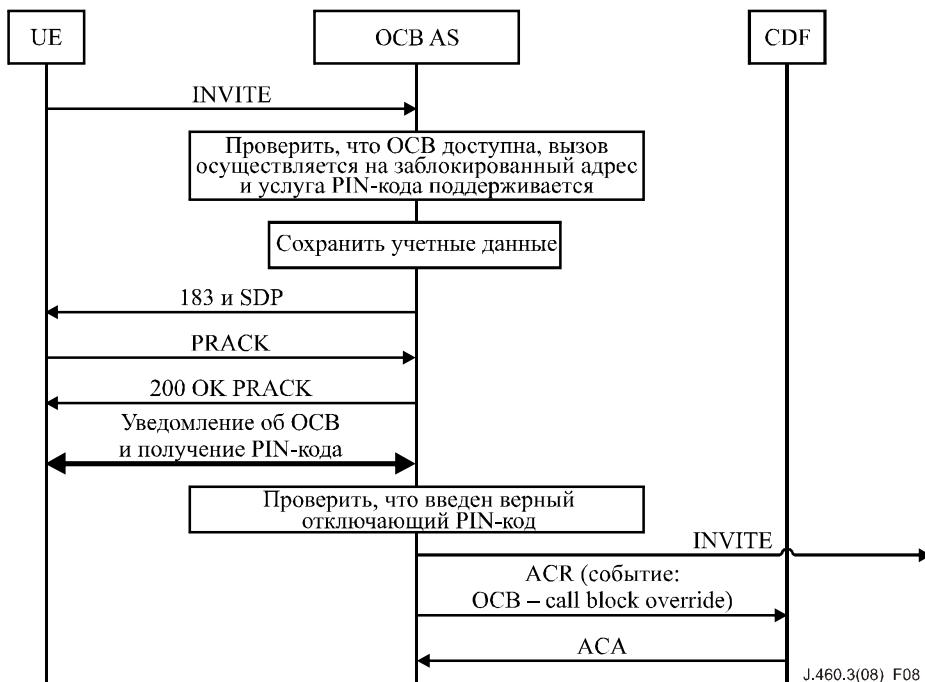 UE
OCB AS
CDF
INVITE
Проверить, что OCB доступна, вызов
осуществляется на заблокированный адрес
и услуга PIN-кода поддерживается
Сохранить учетные данные
183 и SDP
PRACK
200 OK PRACK
Уведомление об OCB
и получение PIN-кода
Проверить, что введен верный
отключающий PIN-код
INVITE
ACR (событие:
OCB – call block override)
ACA
J.460.3(08)_F08